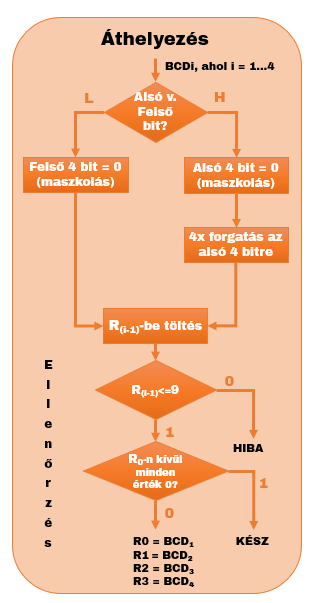 Áthelyezés
BCDi, ahol i = 1...4
L
Alsó v.
Felső
bit?
H
Felső 4 bit = 0
(maszkolás)
Alsó 4 bit = 0
(maszkolás)
4x forgatás az
alsó 4 bitre
R(i-1)-be töltés
Ellenőrzés
R(i-1)<=9
0
1
HIBA
R0-n kívül
minden
érték 0?
1
0
R0 = BCD1
R1 = BCD2
R2 = BCD3
R3 = BCD4
KÉSZ